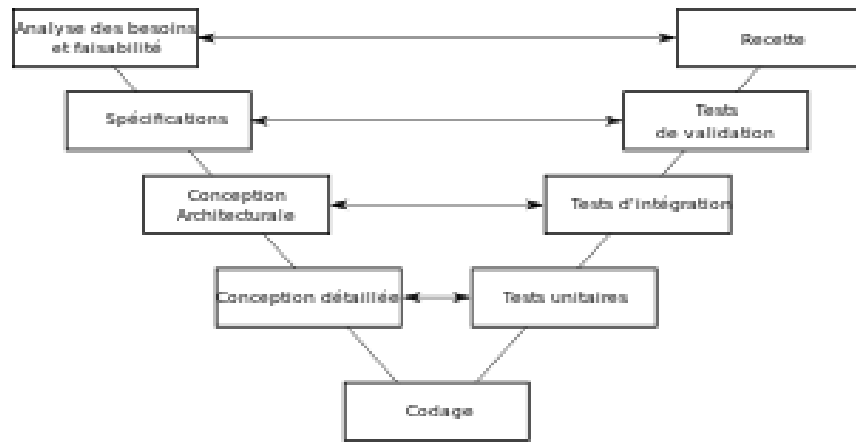 Analyse des besoins
et faisabilité
Recette
Spécifications
Tests
de validation
Conception
Architecturale
Tests d'intégration
Conception détaillée
Tests unitaires
Codage